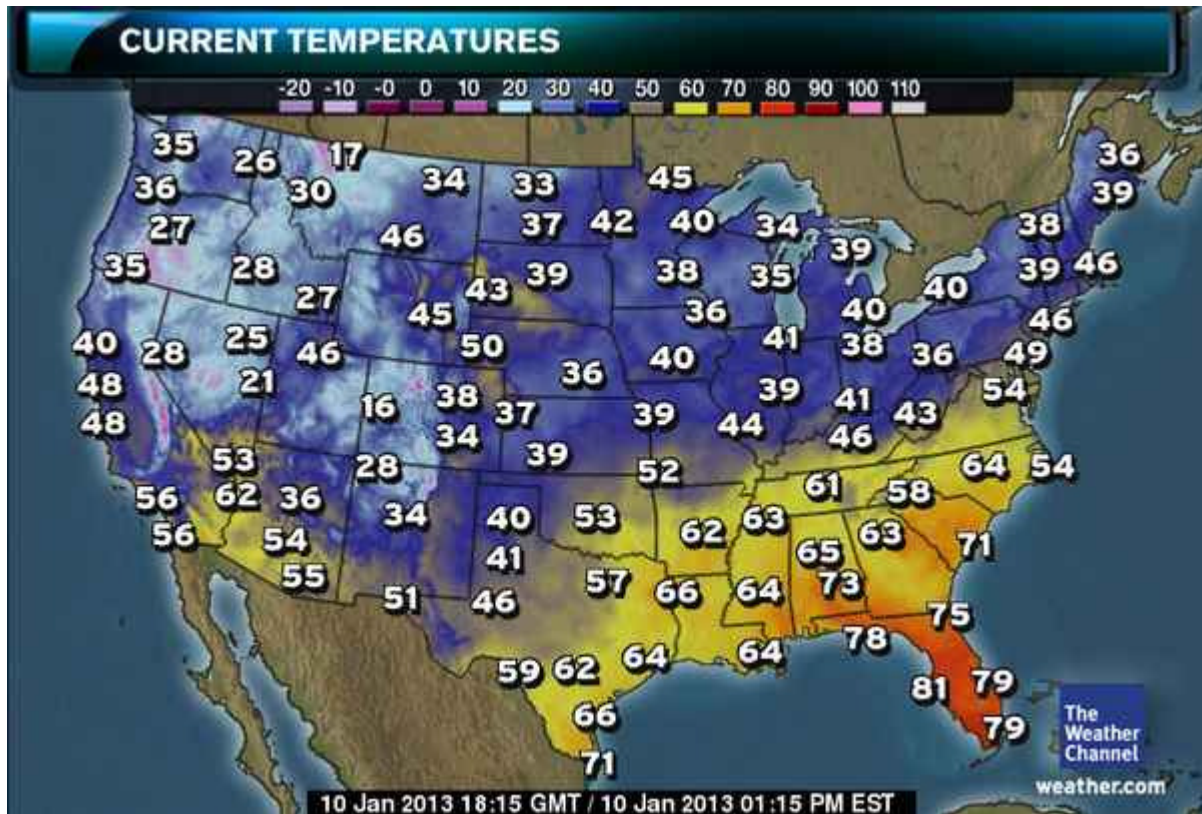 CURRENT TEMPERATURES
-20 -10 -0 0 10 20 30 40 50 60 70 80 90 100 110
35 26 17 34 33 45 36
36 30 39
27 46 37 42 40 34 39 38
35 28 27 43 39 38 35 39 46
45 36 40 40 46
40 28 25 46 50 40 41 38 36 49
48 21 16 38 36 39 41 54
48 34 37 39 44 46 43
53 28 39 52 64 54
56 62 36 34 40 53 61 58
56 54 41 62 63 63 71
55 51 46 57 66 64 65 73 75
59 62 64 64 78
66 81 79
71 79
The
Weather
Channel
weather.com
10 Jan 2013 18:15 GMT / 10 Jan 2013 01:15 PM EST